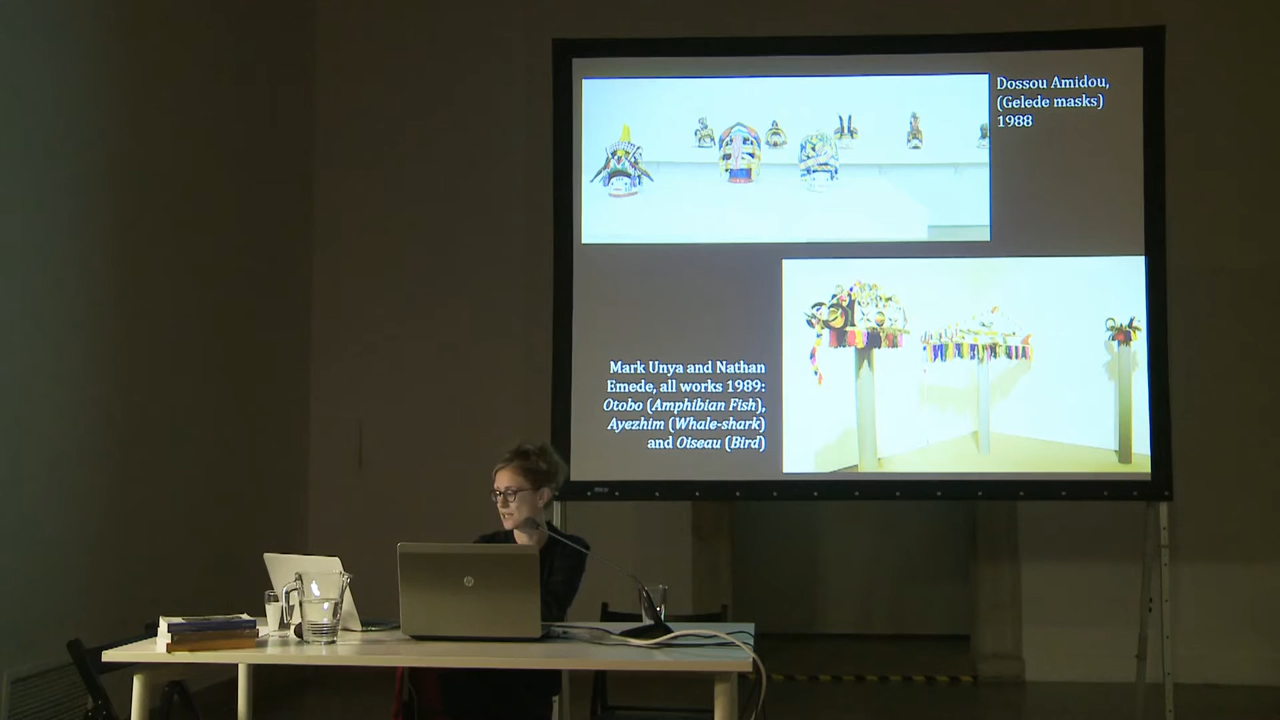 Dossou Amidou,
(Gelede masks)
1988
Mark Unya and Nathan
Emede, all works 1989:
Otobo (Amphibian Fish),
Ayezhim (Whale-shark)
and Oiseau (Bird)
hp